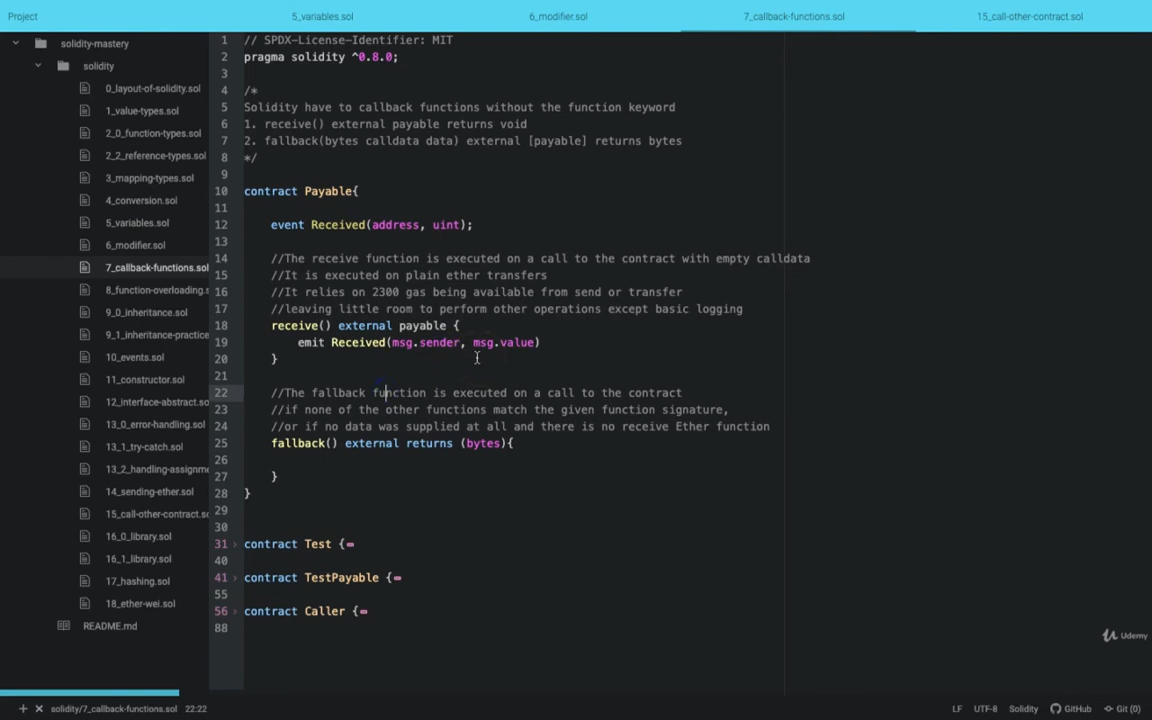 Project
5_variables.sol
6_modifier.sol
7_callback-functions.sol
15_call-other-contract.sol
solidity-mastery
solidity
0_layout-of-solidity.sol
1_value-types.sol
2_0_function-types.sol
2_2_reference-types.sol
3_mapping-types.sol
4_conversion.sol
5_variables.sol
6_modifier.sol
7_callback-functions.sol
8_function-overloading.s
9_0_inheritance.sol
9_1_inheritance-practice
10_events.sol
11_constructor.sol
12_interface-abstract.so
13_0_error-handling.sol
13_1_try-catch.sol
13_2_handling-assignme
14_sending-ether.sol
15_call-other-contract.so
16_0_library.sol
16_1_library.sol
17_hashing.sol
18_ether-wei.sol
README.md
1 // SPDX-License-Identifier: MIT
2 pragma solidity ^0.8.0;
3
4 /*
5 Solidity have to callback functions without the function keyword
6 1. receive() external payable returns void
7 2. fallback(bytes calldata data) external [payable] returns bytes
8 */
9
10 contract Payable{
11
12 event Received(address, uint);
13
14 //The receive function is executed on a call to the contract with empty calldata
15 //It is executed on plain ether transfers
16 //It relies on 2300 gas being available from send or transfer
17 //leaving little room to perform other operations except basic logging
18 receive() external payable {
19 emit Received(msg.sender, msg.value)
20 }
21
22 //The fallback function is executed on a call to the contract
23 //if none of the other functions match the given function signature,
24 //or if no data was supplied at all and there is no receive Ether function
25 fallback() external returns (bytes){
26
27 }
28 }
29
30
31 contract Test {
40
41 contract TestPayable {
55
56 contract Caller {
88
Udemy
solidity/7_callback-functions.sol 22:22
LF UTF-8 Solidity GitHub Git (0)